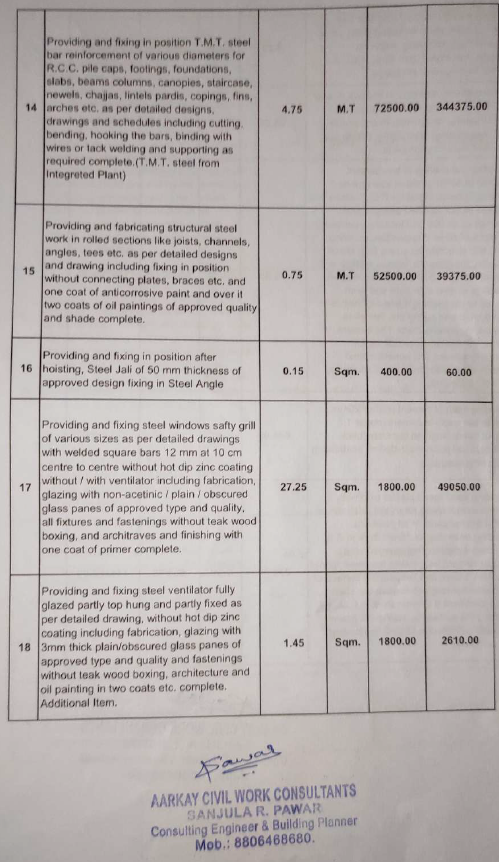 Providing and fixing in position T.M.T. steel
bar reinforcement of various diameters for
R.C.C. pile caps, footings, foundations,
slabs, beams columns, canopies, staircase,
newels, chajjas, lintels pardis, copings, fins,
arches etc. as per detailed designs,
drawings and schedules including cutting,
bending, hooking the bars, binding with
wires or tack welding and supporting as
required complete.(T.M.T. steel from
Integreted Plant)
14 4.75 M.T 72500.00 344375.00
Providing and fabricating structural steel
work in rolled sections like joists, channels,
angles, tees etc. as per detailed designs
and drawing including fixing in position
without connecting plates, braces etc. and
one coat of anticorrosive paint and over it
two coats of oil paintings of approved quality
and shade complete.
15 0.75 M.T 52500.00 39375.00
Providing and fixing in position after
hoisting, Steel Jali of 50 mm thickness of
approved design fixing in Steel Angle
16 0.15 Sqm. 400.00 60.00
Providing and fixing steel windows safty grill
of various sizes as per detailed drawings
with welded square bars 12 mm at 10 cm
centre to centre without hot dip zinc coating
without / with ventilator including fabrication,
glazing with non-acetinic / plain / obscured
glass panes of approved type and quality,
all fixtures and fastenings without teak wood
boxing, and architraves and finishing with
one coat of primer complete.
17 27.25 Sqm. 1800.00 49050.00
Providing and fixing steel ventilator fully
glazed partly top hung and partly fixed as
per detailed drawing, without hot dip zinc
coating including fabrication, glazing with
3mm thick plain/obscured glass panes of
approved type and quality and fastenings
without teak wood boxing, architecture and
oil painting in two coats etc. complete.
Additional Item.
18 1.45 Sqm. 1800.00 2610.00
Pawar
AARKAY CIVIL WORK CONSULTANTS
SANJULA R. PAWAR
Consulting Engineer & Building Planner
Mob.: 8806468680.